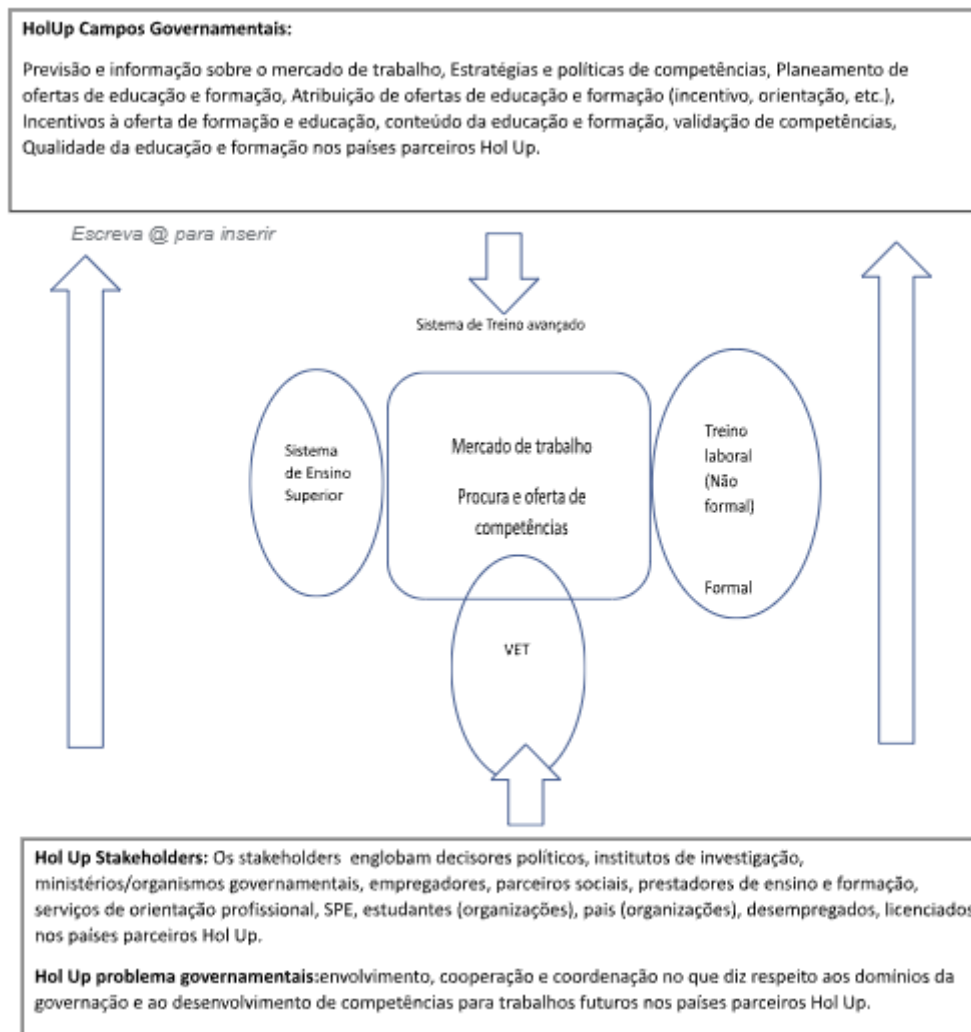 HolUp Campos Governamentais:
Previsão e informação sobre o mercado de trabalho, Estratégias e políticas de competências, Planeamento de
ofertas de educação e formação, Atribuição de ofertas de educação e formação (incentivo, orientação, etc.),
Incentivos à oferta de formação e educação, conteúdo da educação e formação, validação de competências,
Qualidade da educação e formação nos países parceiros Hol Up.
Escreva @ para inserir
Sistema de Treino avançado
Sistema
de Ensino
Superior
Mercado de trabalho
Procura e oferta de
competências
Treino
laboral
(Não
formal)
Formal
VET
Hol Up Stakeholders: Os stakeholders englobam decisores políticos, institutos de investigação,
ministérios/organismos governamentais, empregadores, parceiros sociais, prestadores de ensino e formação,
serviços de orientação profissional, SPE, estudantes (organizações), pais (organizações), desempregados, licenciados
nos países parceiros Hol Up.
Hol Up problema governamentais:envolvimento, cooperação e coordenação no que diz respeito aos domínios da
governação e ao desenvolvimento de competências para trabalhos futuros nos países parceiros Hol Up.